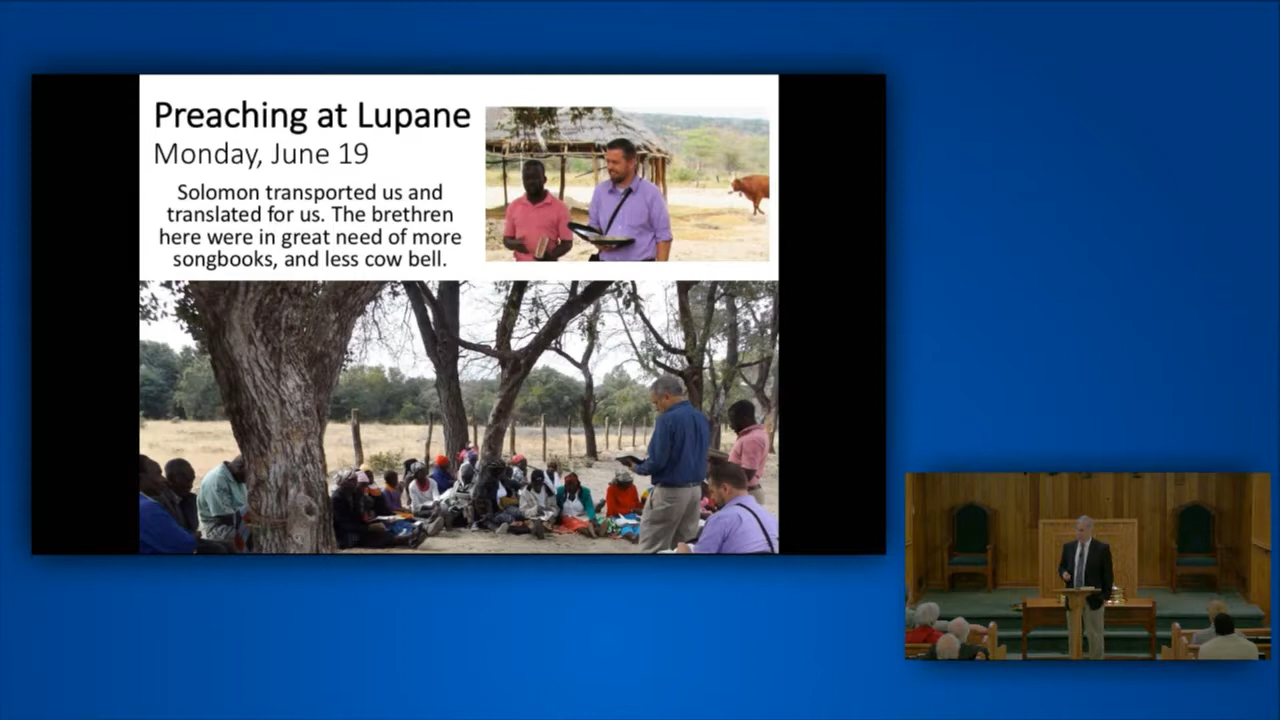 Preaching at Lupane
Monday, June 19
Solomon transported us and
translated for us. The brethren
here were in great need of more
songbooks, and less cow bell.